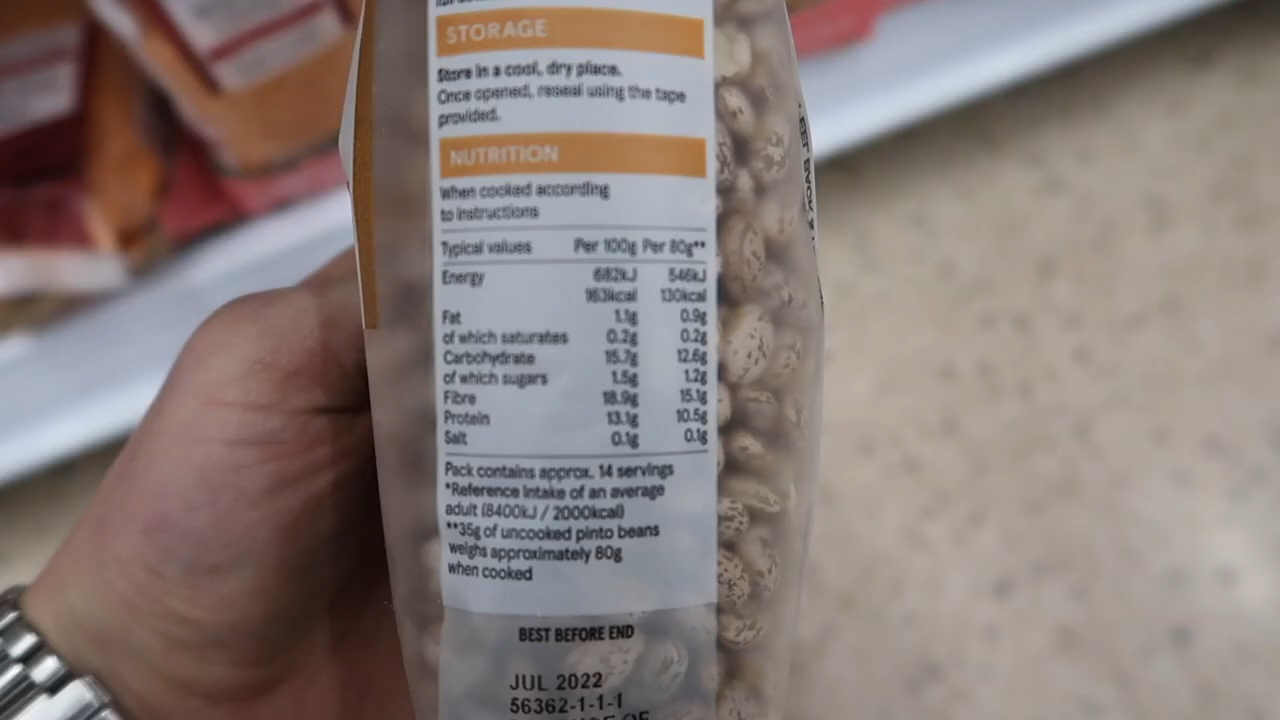 STORAGE
Store in a cool, dry place.
Once opened, reseal using the tape
provided.
NUTRITION
When cooked according
to instructions
Typical values Per 100g Per 80g**
Energy 682kJ 546kJ
163kcal 130kcal
Fat 1.1g 0.9g
of which saturates 0.2g 0.2g
Carbohydrate 15.7g 12.6g
of which sugars 1.5g 1.2g
Fibre 18.9g 15.1g
Protein 13.1g 10.5g
Salt 0.1g 0.1g
Pack contains approx. 14 servings
*Reference intake of an average
adult (8400kJ / 2000kcal)
**35g of uncooked pinto beans
weighs approximately 80g
when cooked
BEST BEFORE END
JUL 2022
56362-1-1-1